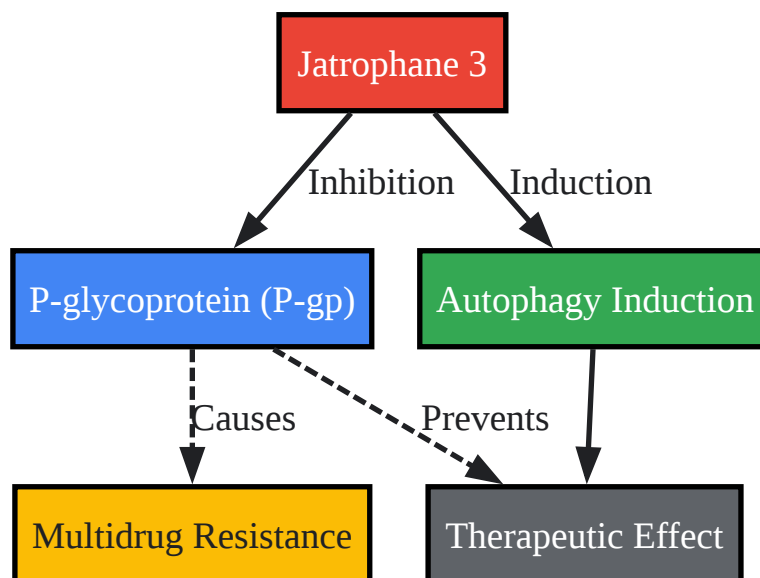 Jatrophane 3
Inhibition
Induction
P-glycoprotein (P-gp)
Autophagy Induction
Causes
Prevents
Multidrug Resistance
Therapeutic Effect